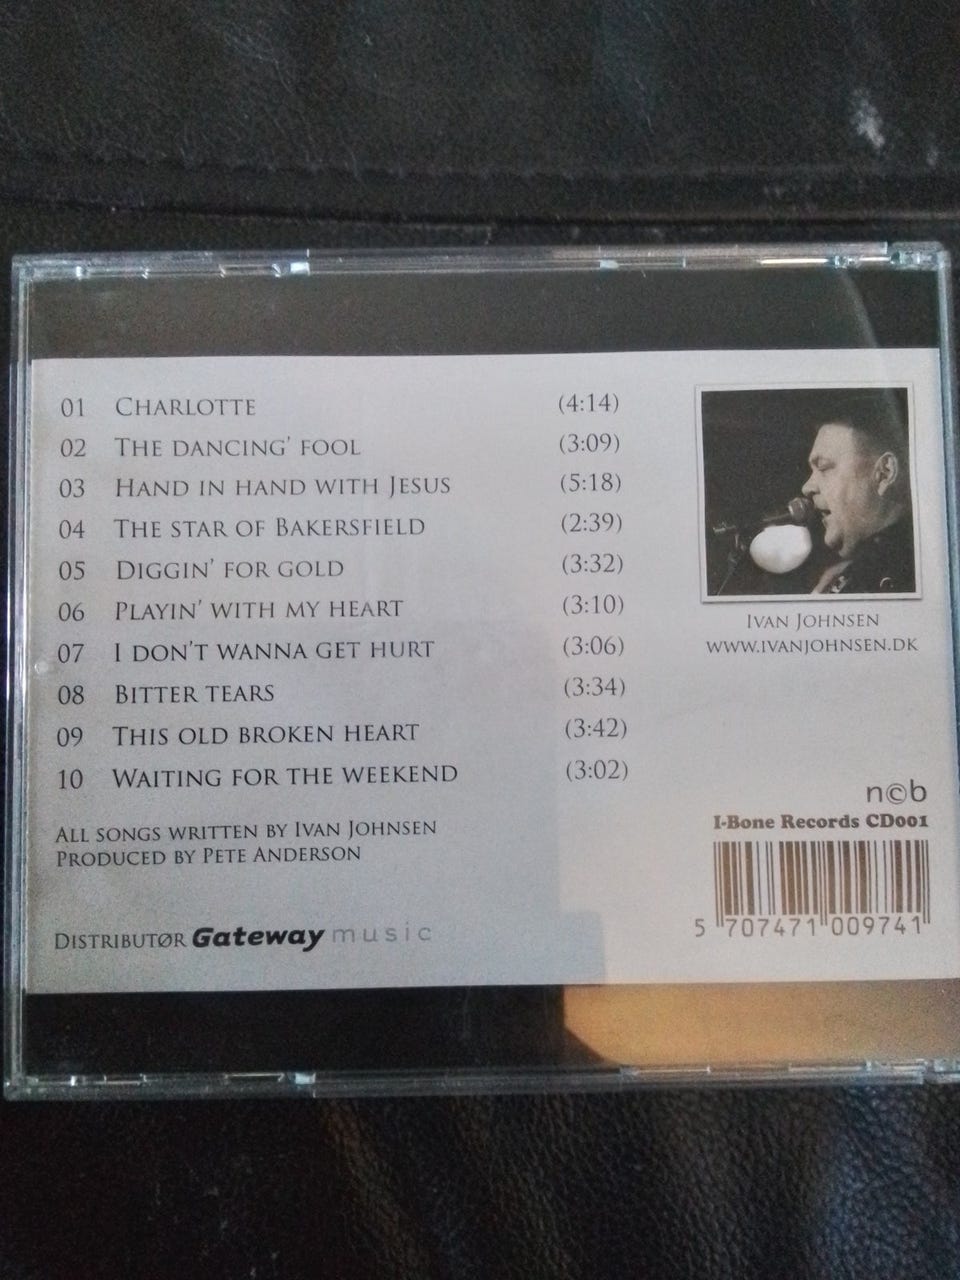 01 Charlotte (4:14)
02 The dancing' fool (3:09)
03 Hand in hand with Jesus (5:18)
04 The star of Bakersfield (2:39)
05 Diggin' for gold (3:32)
06 Playin' with my heart (3:10)
07 I don't wanna get hurt (3:06)
08 Bitter tears (3:34)
09 This old broken heart (3:42)
10 Waiting for the weekend (3:02)
All songs written by Ivan Johnsen
Produced by Pete Anderson
Distributør Gateway music
Ivan Johnsen
www.ivanjohnsen.dk
n©b
I-Bone Records CD001
5 707471 009741